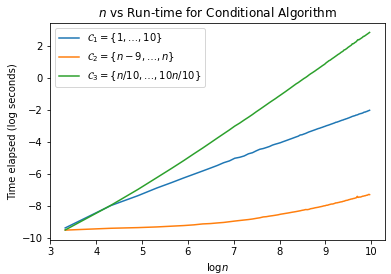 n vs Run-time for Conditional Algorithm
C₁ = {1, ..., 10}
C₂ = {n − 9, ..., n}
C₃ = {n/10, ..., 10n/10}
Time elapsed (log seconds)
2
0
−2
−4
−6
−8
−10
3 4 5 6 7 8 9 10
log n